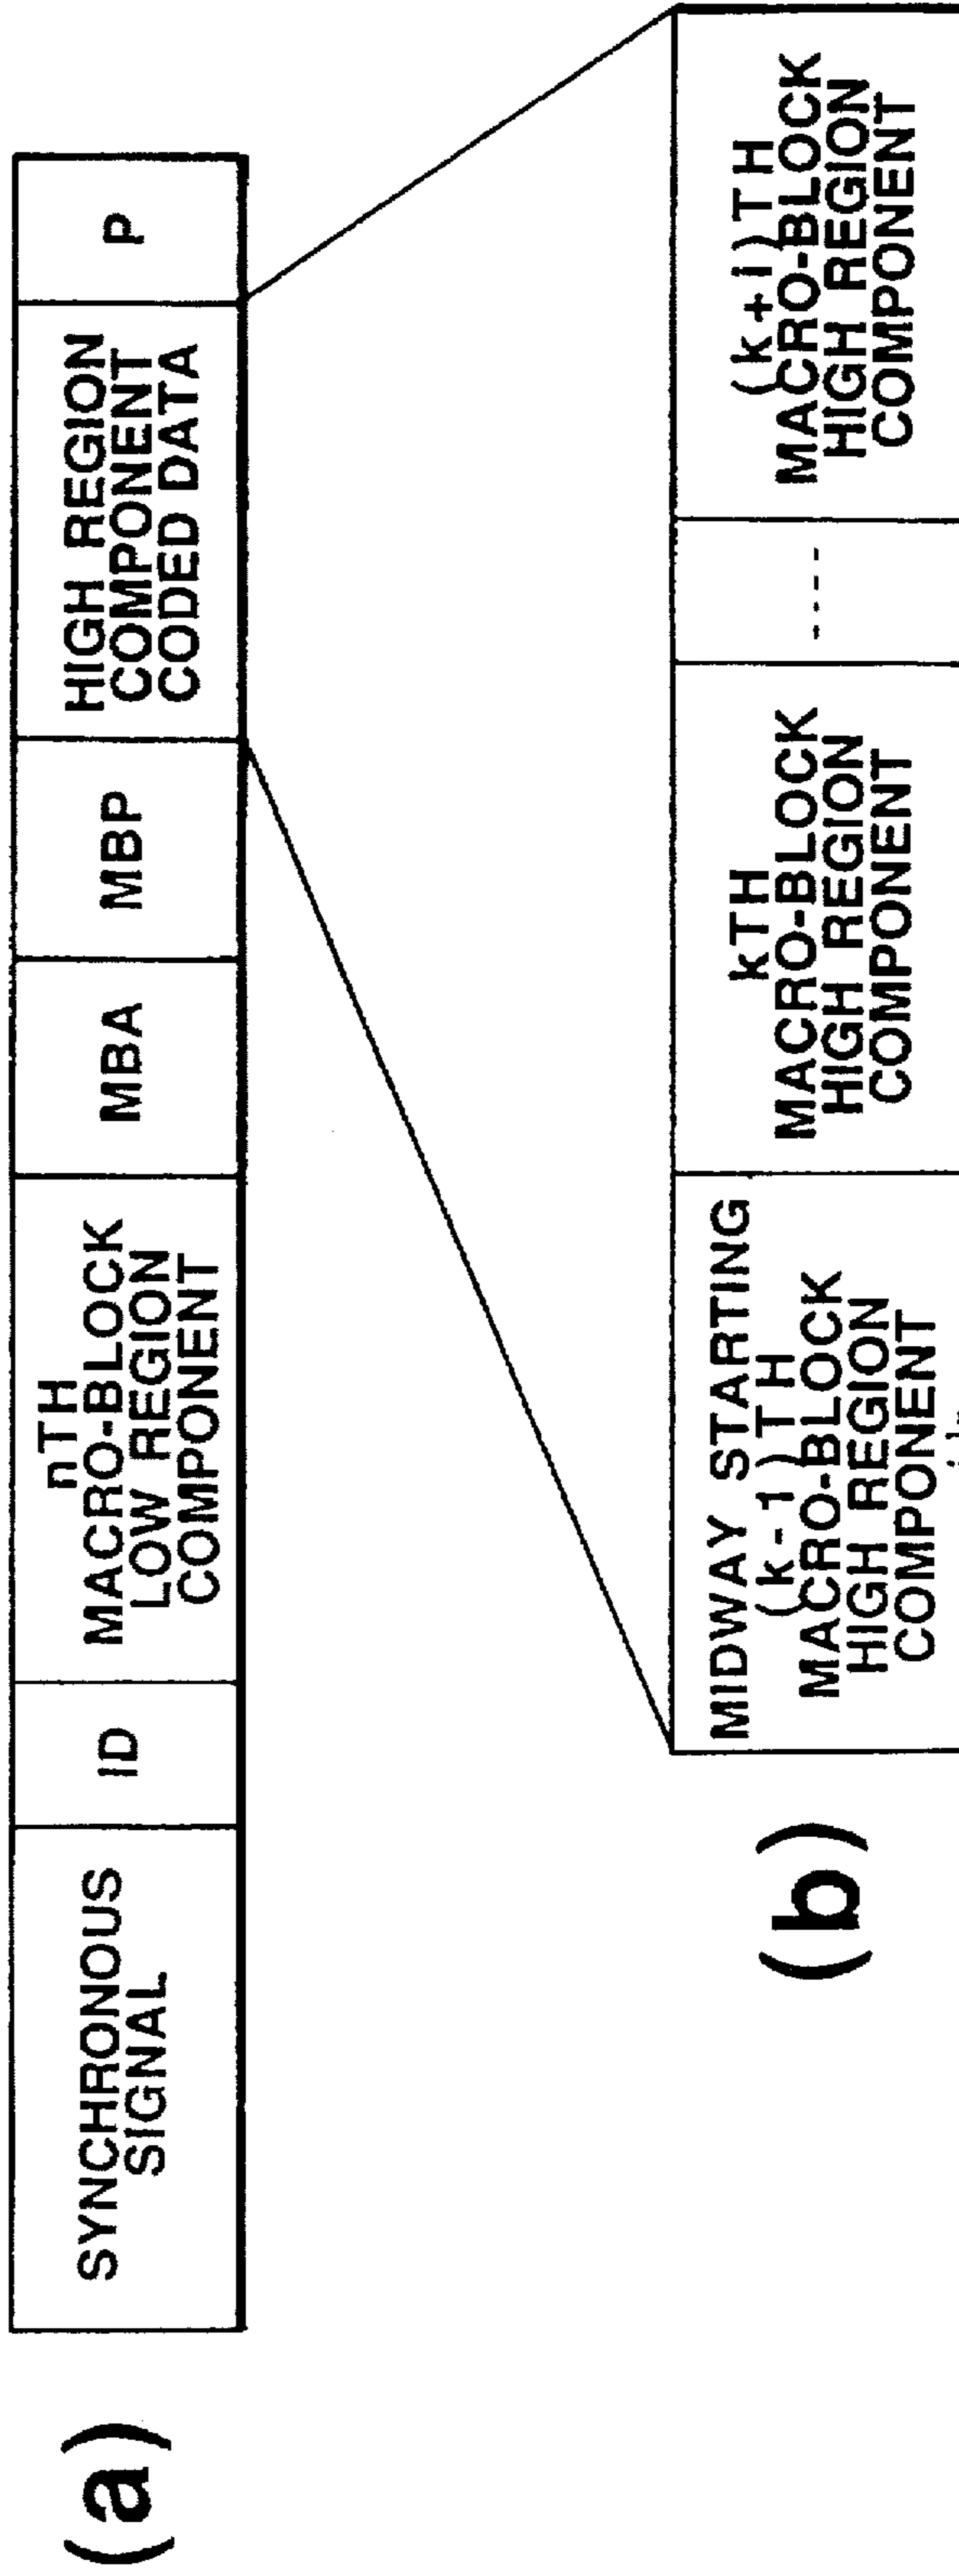 (a)
SYNCHRONOUS
SIGNAL
ID
nTH
MACRO-BLOCK
LOW REGION
COMPONENT
MBA
MBP
HIGH REGION
COMPONENT
CODED DATA
P
(b)
MIDWAY STARTING
(k-1)TH
MACRO-BLOCK
HIGH REGION
COMPONENT
kTH
MACRO-BLOCK
HIGH REGION
COMPONENT
----
(k+i)TH
MACRO-BLOCK
HIGH REGION
COMPONENT